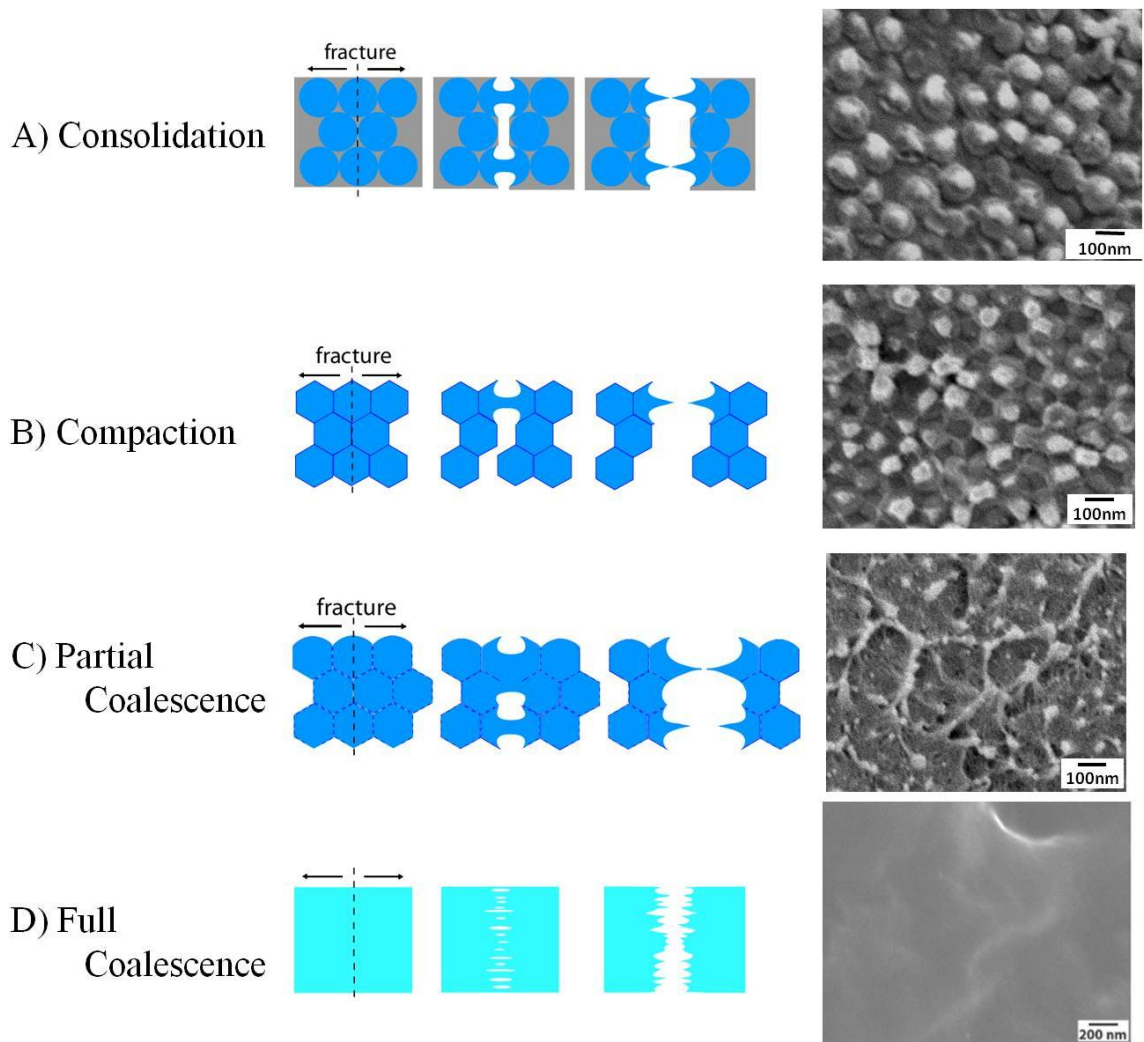 fracture
A) Consolidation
100nm
fracture
B) Compaction
100nm
fracture
C) Partial
Coalescence
100nm
D) Full
Coalescence
200 nm